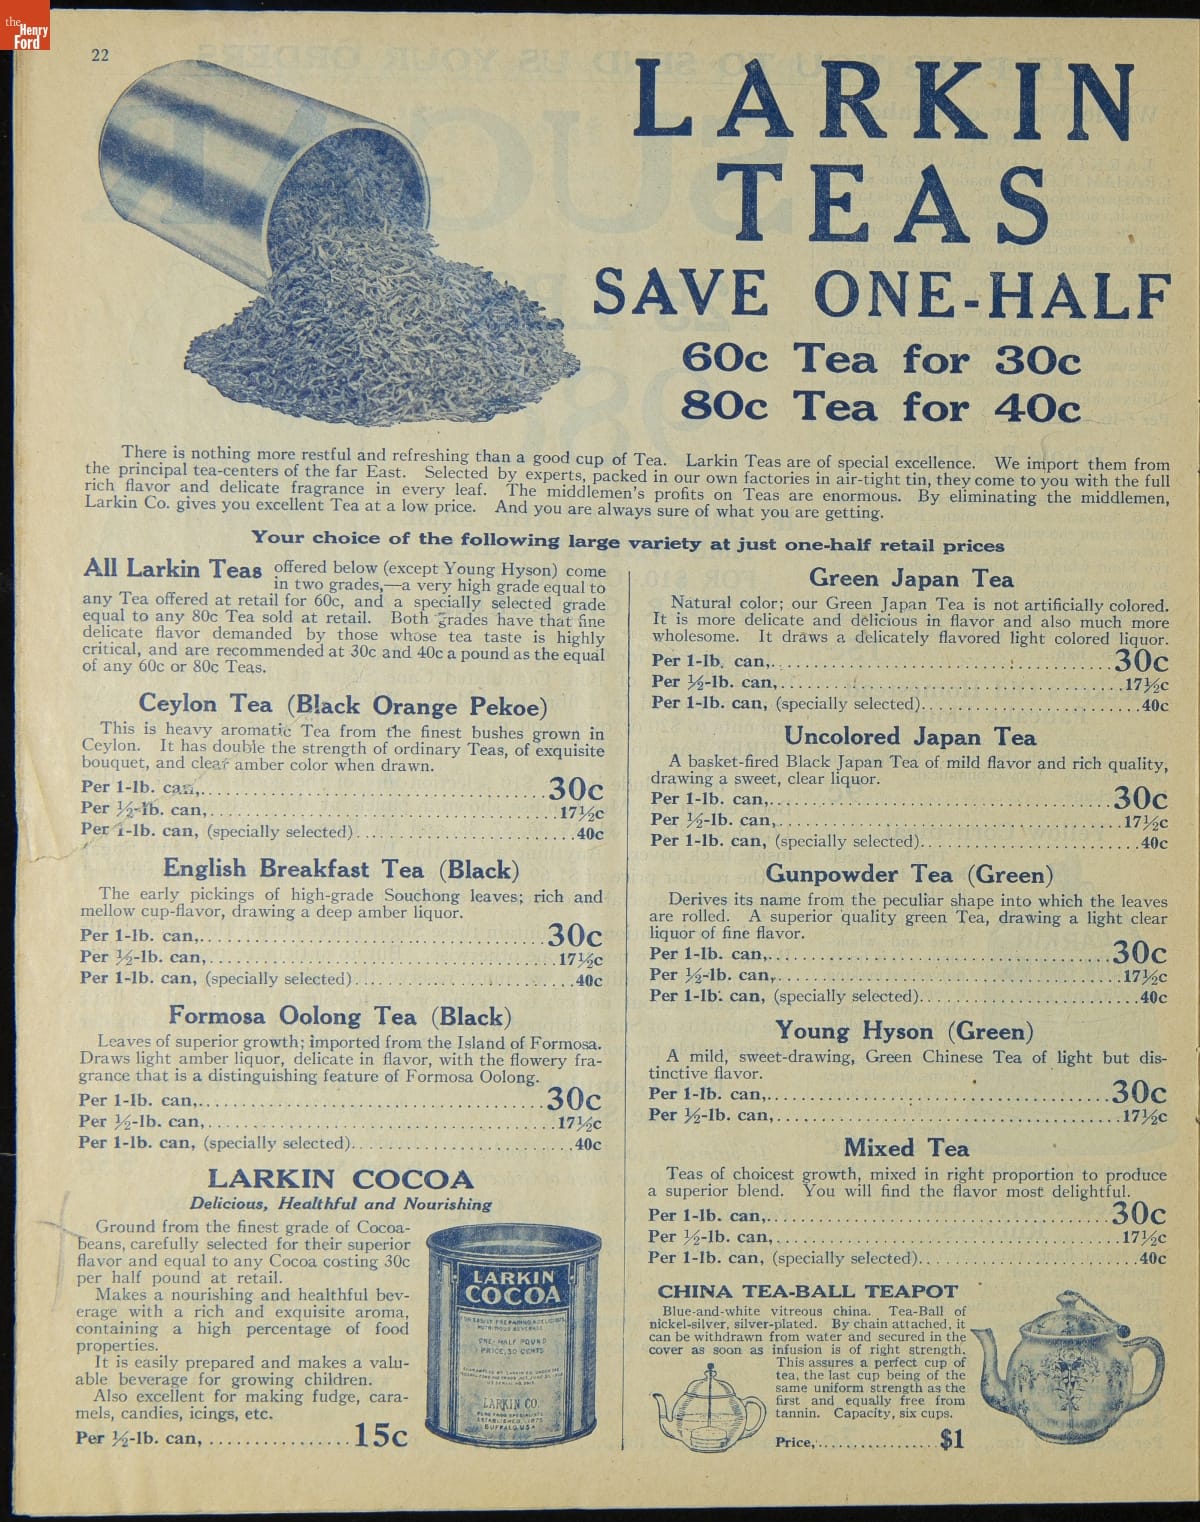 the
Henry
Ford
22
LARKIN
TEAS
SAVE ONE-HALF
60c Tea for 30c
80c Tea for 40c
There is nothing more restful and refreshing than a good cup of Tea. Larkin Teas are of special excellence. We import them from
the principal tea-centers of the far East. Selected by experts, packed in our own factories in air-tight tin, they come to you with the full
rich flavor and delicate fragrance in every leaf. The middlemen's profits on Teas are enormous. By eliminating the middlemen,
Larkin Co. gives you excellent Tea at a low price. And you are always sure of what you are getting.
Your choice of the following large variety at just one-half retail prices
All Larkin Teas offered below (except Young Hyson) come
in two grades,—a very high grade equal to
any Tea offered at retail for 60c, and a specially selected grade
equal to any 80c Tea sold at retail. Both grades have that fine
delicate flavor demanded by those whose tea taste is highly
critical, and are recommended at 30c and 40c a pound as the equal
of any 60c or 80c Teas.
Ceylon Tea (Black Orange Pekoe)
This is heavy aromatic Tea from the finest bushes grown in
Ceylon. It has double the strength of ordinary Teas, of exquisite
bouquet, and clear amber color when drawn.
Per 1-lb. can, 30c
Per ½-lb. can, 17½c
Per 1-lb. can, (specially selected) 40c
English Breakfast Tea (Black)
The early pickings of high-grade Souchong leaves; rich and
mellow cup-flavor, drawing a deep amber liquor.
Per 1-lb. can, 30c
Per ½-lb. can, 17½c
Per 1-lb. can, (specially selected) 40c
Formosa Oolong Tea (Black)
Leaves of superior growth; imported from the Island of Formosa.
Draws light amber liquor, delicate in flavor, with the flowery fra-
grance that is a distinguishing feature of Formosa Oolong.
Per 1-lb. can, 30c
Per ½-lb. can, 17½c
Per 1-lb. can, (specially selected) 40c
LARKIN COCOA
Delicious, Healthful and Nourishing
Ground from the finest grade of Cocoa-
beans, carefully selected for their superior
flavor and equal to any Cocoa costing 30c
per half pound at retail.
Makes a nourishing and healthful bev-
erage with a rich and exquisite aroma,
containing a high percentage of food
properties.
It is easily prepared and makes a valu-
able beverage for growing children.
Also excellent for making fudge, cara-
mels, candies, icings, etc.
Per ½-lb. can, 15c
LARKIN
COCOA
ONE-HALF POUND
PRICE, 30 CENTS
LARKIN CO.
PURE FOOD SPECIALISTS
ESTABLISHED, 1875
BUFFALO, USA
Green Japan Tea
Natural color; our Green Japan Tea is not artificially colored.
It is more delicate and delicious in flavor and also much more
wholesome. It draws a delicately flavored light colored liquor.
Per 1-lb. can, 30c
Per ½-lb. can, 17½c
Per 1-lb. can, (specially selected) 40c
Uncolored Japan Tea
A basket-fired Black Japan Tea of mild flavor and rich quality,
drawing a sweet, clear liquor.
Per 1-lb. can, 30c
Per ½-lb. can, 17½c
Per 1-lb. can, (specially selected) 40c
Gunpowder Tea (Green)
Derives its name from the peculiar shape into which the leaves
are rolled. A superior quality green Tea, drawing a light clear
liquor of fine flavor.
Per 1-lb. can, 30c
Per ½-lb. can, 17½c
Per 1-lb. can, (specially selected) 40c
Young Hyson (Green)
A mild, sweet-drawing, Green Chinese Tea of light but dis-
tinctive flavor.
Per 1-lb. can, 30c
Per ½-lb. can, 17½c
Mixed Tea
Teas of choicest growth, mixed in right proportion to produce
a superior blend. You will find the flavor most delightful.
Per 1-lb. can, 30c
Per ½-lb. can, 17½c
Per 1-lb. can, (specially selected) 40c
CHINA TEA-BALL TEAPOT
Blue-and-white vitreous china. Tea-Ball of
nickel-silver, silver-plated. By chain attached, it
can be withdrawn from water and secured in the
cover as soon as infusion is of right strength.
This assures a perfect cup of
tea, the last cup being of the
same uniform strength as the
first and equally free from
tannin. Capacity, six cups.
Price, $1